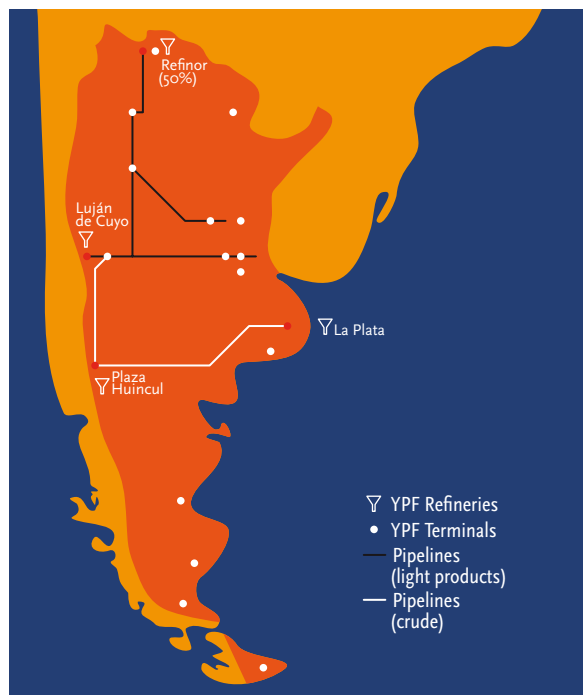 Refinor
(50%)
Luján
de Cuyo
La Plata
Plaza
Huincul
YPF Refineries
YPF Terminals
Pipelines
(light products)
Pipelines
(crude)